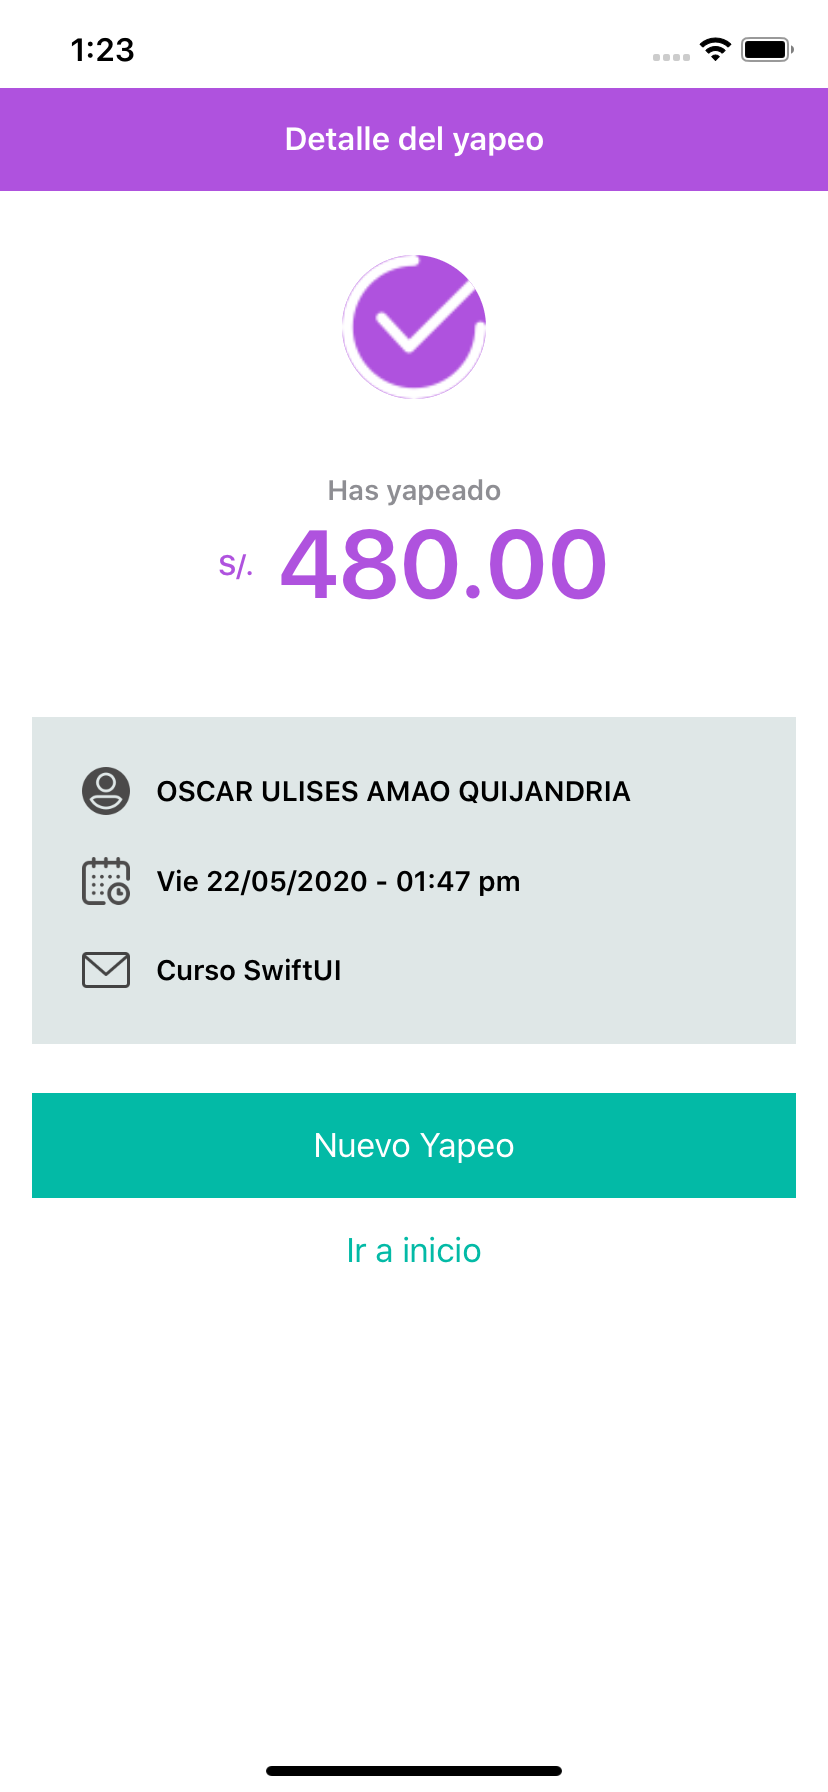 1:23
Detalle del yapeo
Has yapeado
S/. 480.00
OSCAR ULISES AMAO QUIJANDRIA
Vie 22/05/2020 - 01:47 pm
Curso SwiftUI
Nuevo Yapeo
Ir a inicio